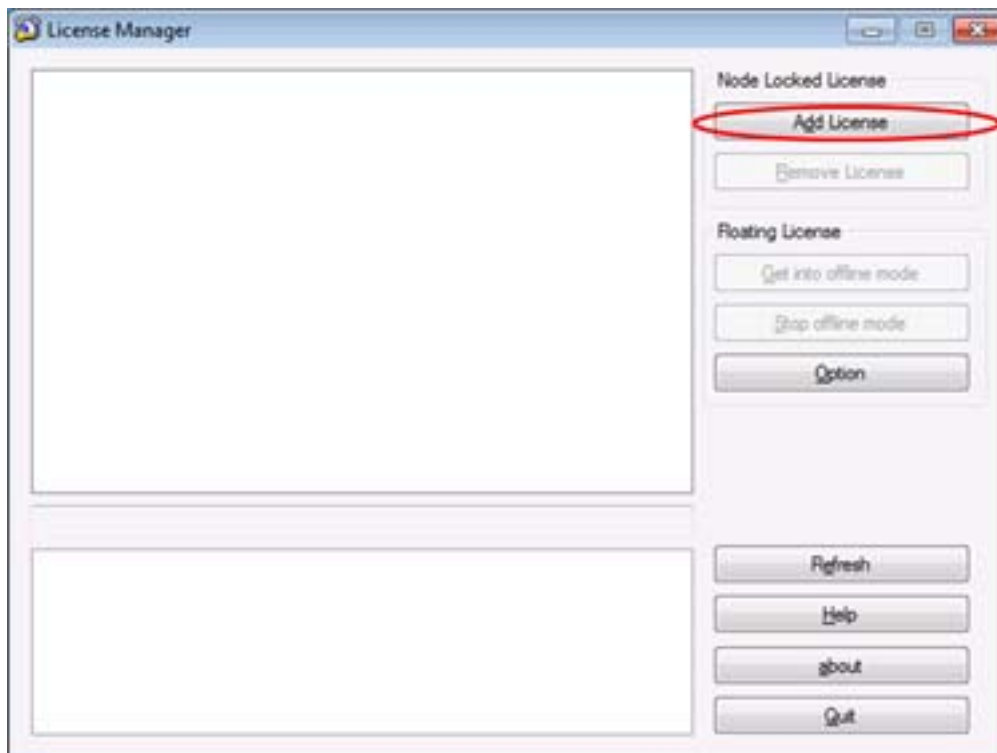 License Manager
Node Locked License
Add License
Remove License
Floating License
Get into offline mode
Stop offline mode
Option
Refresh
Help
about
Quit